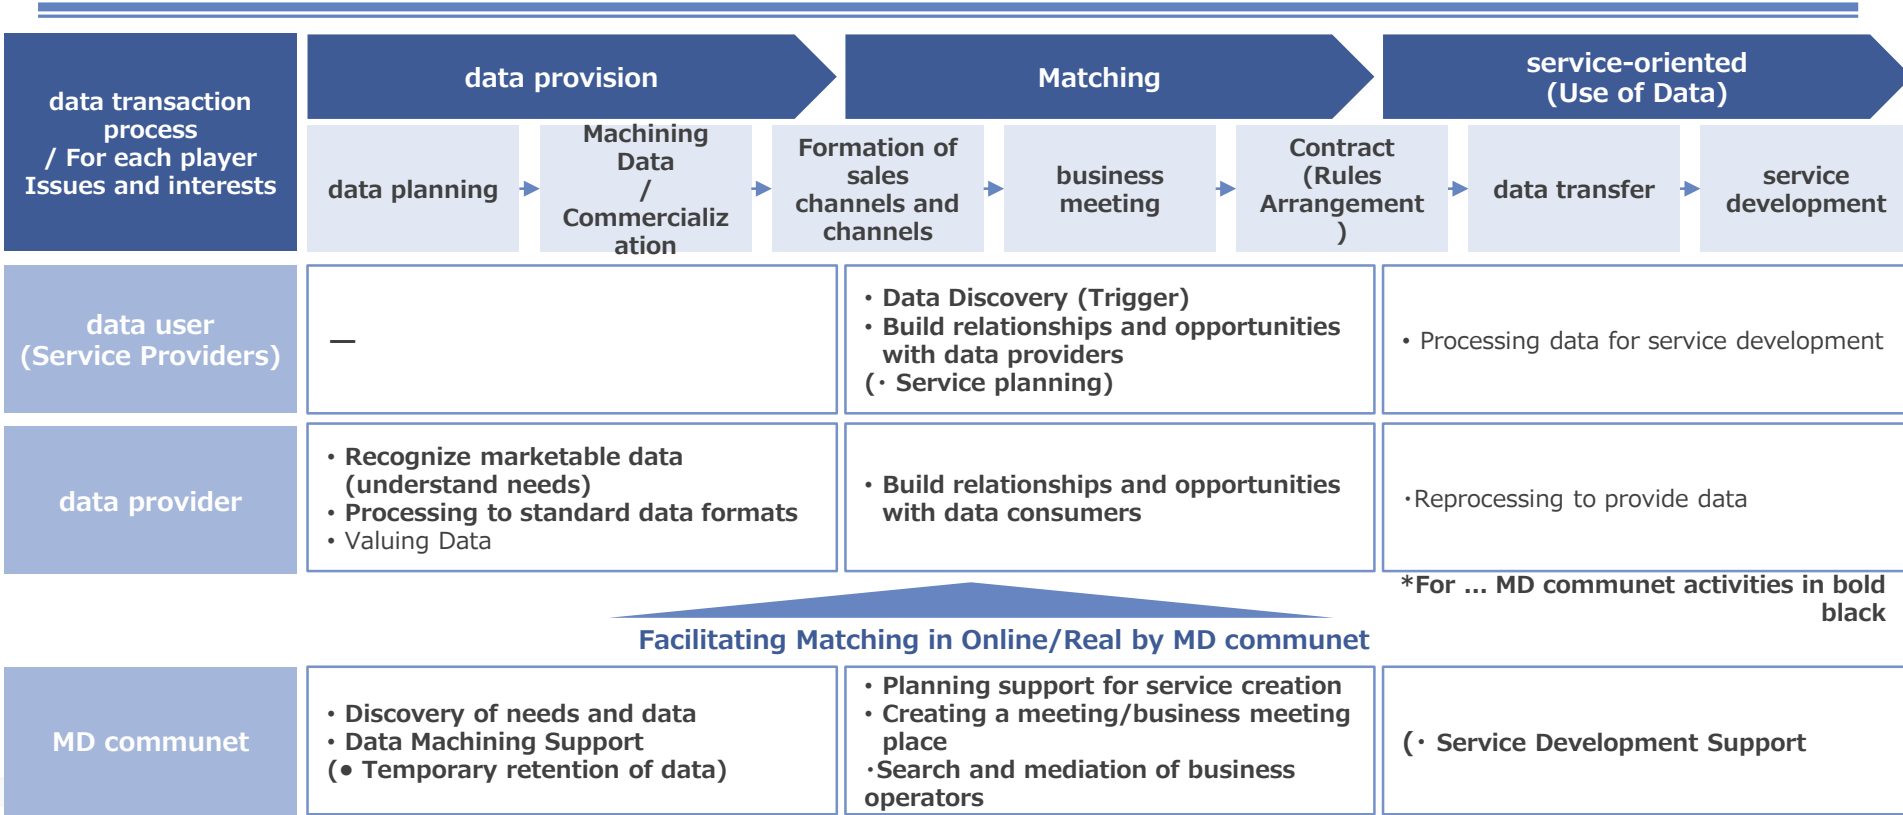 data transaction
process
/ For each player
Issues and interests
data provision
Matching
service-oriented
(Use of Data)
data planning
Machining
Data
/
Commercializ
ation
Formation of
sales
channels and
channels
business
meeting
Contract
(Rules
Arrangement
)
data transfer
service
development
data user
(Service Providers)
—
・Data Discovery (Trigger)
・Build relationships and opportunities
with data providers
(・ Service planning)
・Processing data for service development
data provider
・Recognize marketable data
(understand needs)
・Processing to standard data formats
・Valuing Data
・Build relationships and opportunities
with data consumers
・Reprocessing to provide data
*For ... MD communet activities in bold
black
Facilitating Matching in Online/Real by MD communet
MD communet
・Discovery of needs and data
・Data Machining Support
(● Temporary retention of data)
・Planning support for service creation
・Creating a meeting/business meeting
place
・Search and mediation of business
operators
(・ Service Development Support